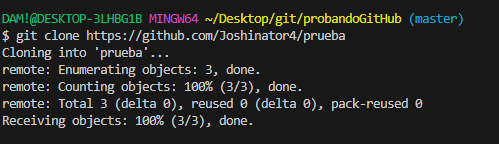 DAM!@DESKTOP-3LHBG1B MINGW64 ~/Desktop/git/probandoGitHub (master)
$ git clone https://github.com/Joshinator4/prueba
Cloning into 'prueba'...
remote: Enumerating objects: 3, done.
remote: Counting objects: 100% (3/3), done.
remote: Total 3 (delta 0), reused 0 (delta 0), pack-reused 0
Receiving objects: 100% (3/3), done.